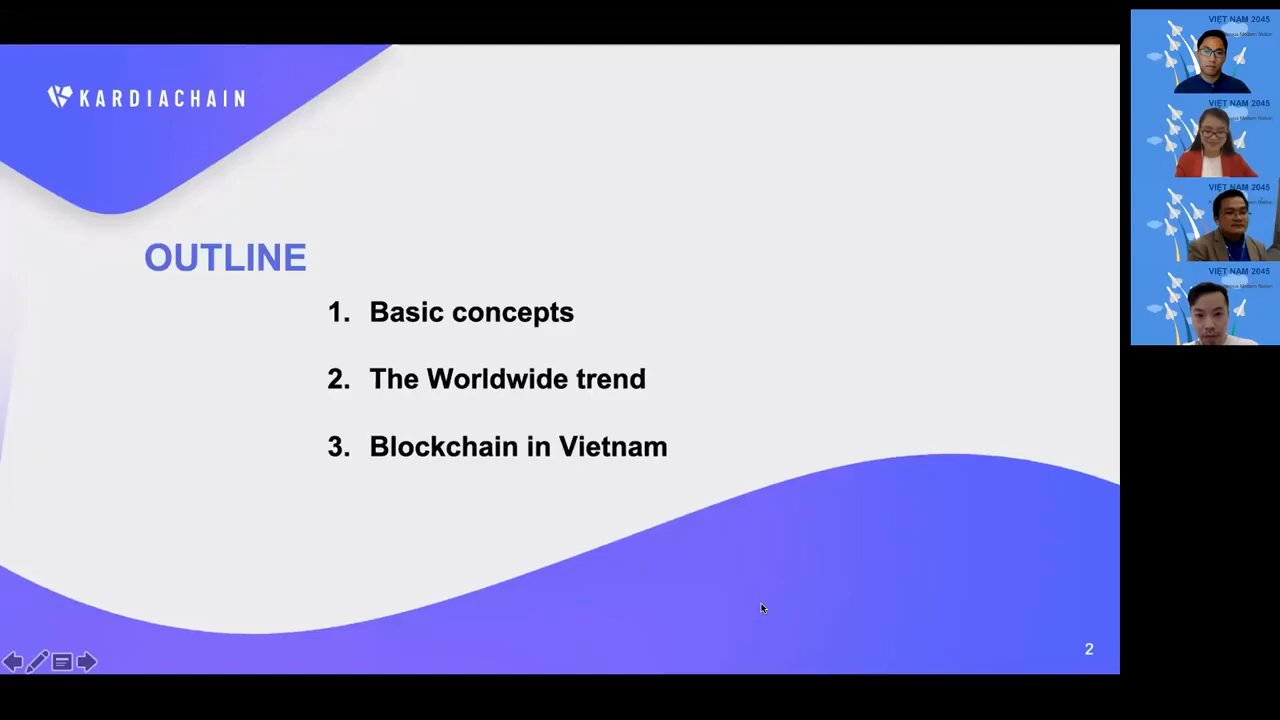 KARDIACHAIN
OUTLINE
1. Basic concepts
2. The Worldwide trend
3. Blockchain in Vietnam
2
VIỆT NAM 2045
VIỆT NAM 2045
VIỆT NAM 2045
VIỆT NAM 2045